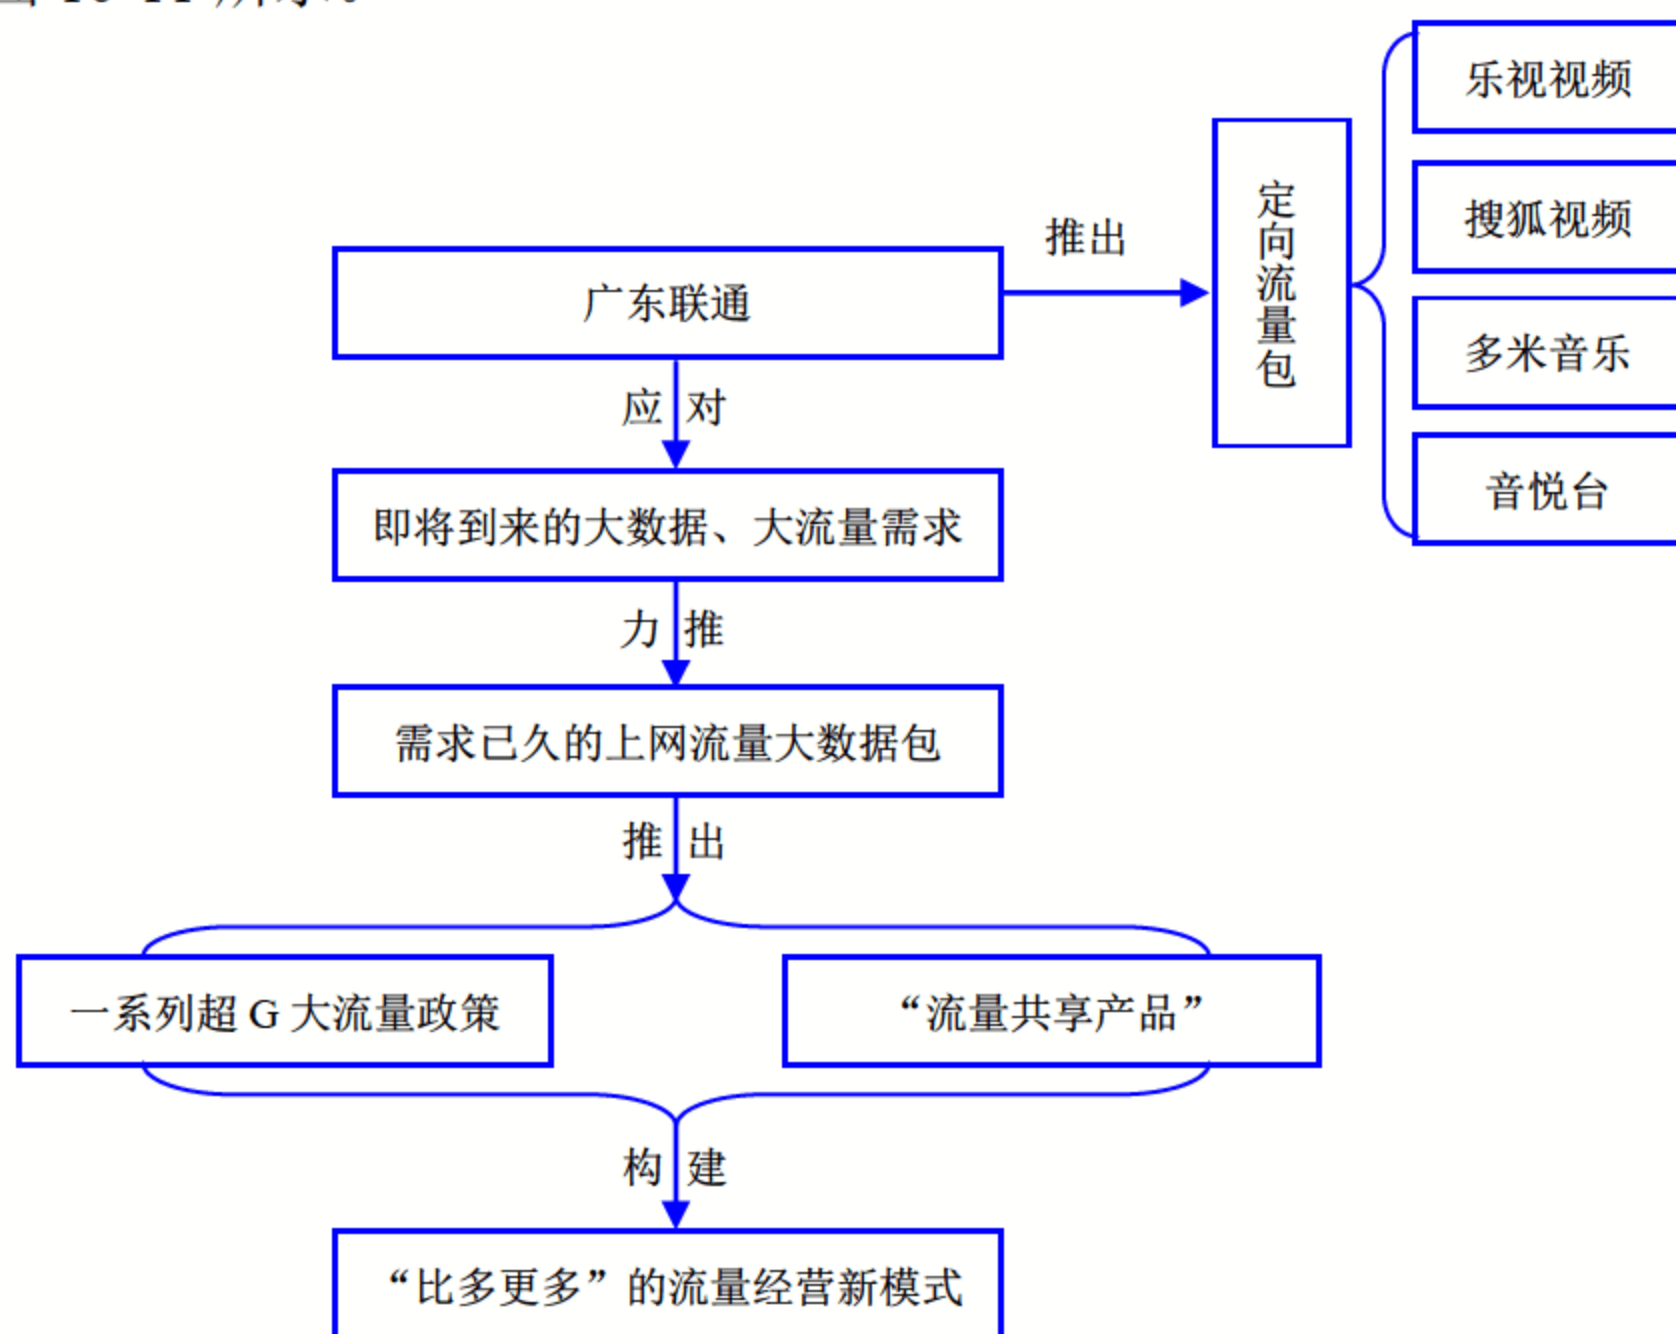 乐视视频
搜狐视频
多米音乐
音悦台
定向流量包
推出
广东联通
应对
即将到来的大数据、大流量需求
力推
需求已久的上网流量大数据包
推出
一系列超 G 大流量政策
“流量共享产品”
构建
“比多更多”的流量经营新模式